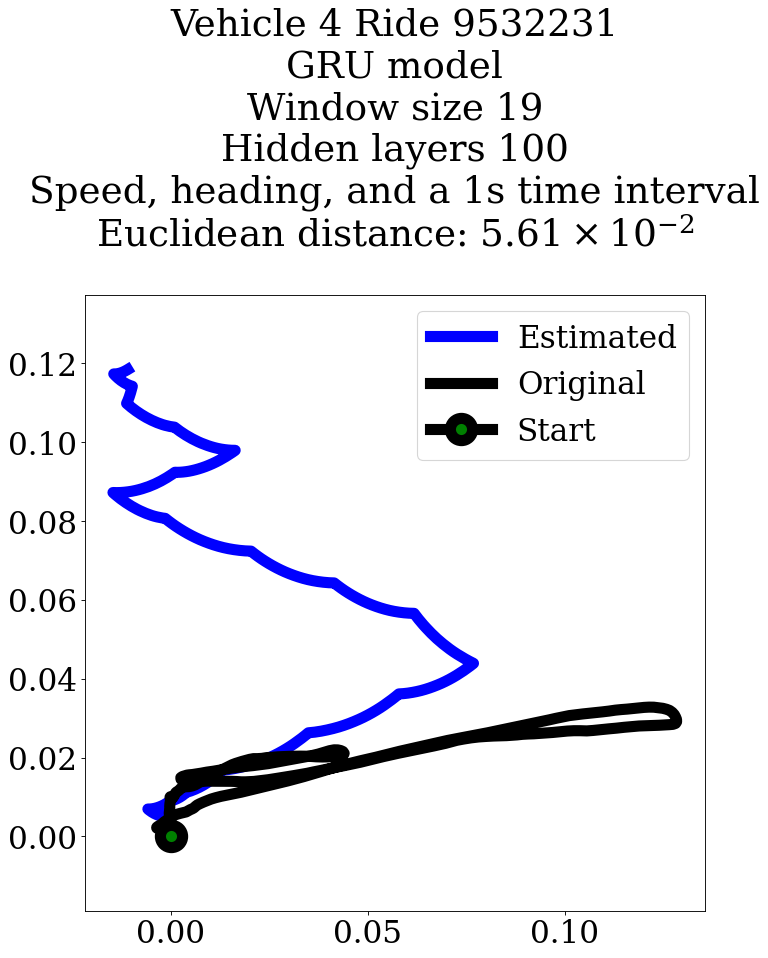 Vehicle 4 Ride 9532231
GRU model
Window size 19
Hidden layers 100
Speed, heading, and a 1s time interval
Euclidean distance: 5.61 × 10⁻²
Estimated
Original
Start
0.12
0.10
0.08
0.06
0.04
0.02
0.00
0.00 0.05 0.10